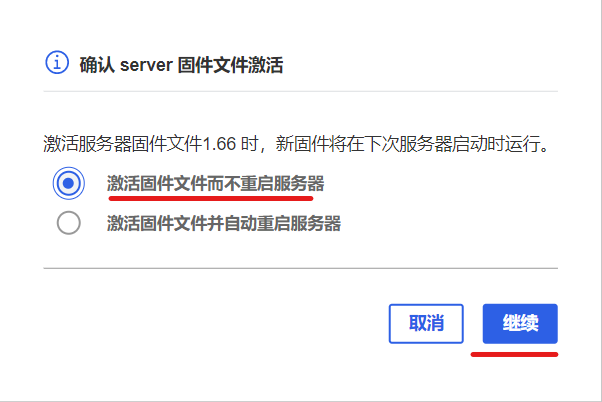 确认 server 固件文件激活
激活服务器固件文件1.66 时，新固件将在下次服务器启动时运行。
激活固件文件而不重启服务器
激活固件文件并自动重启服务器
取消
继续